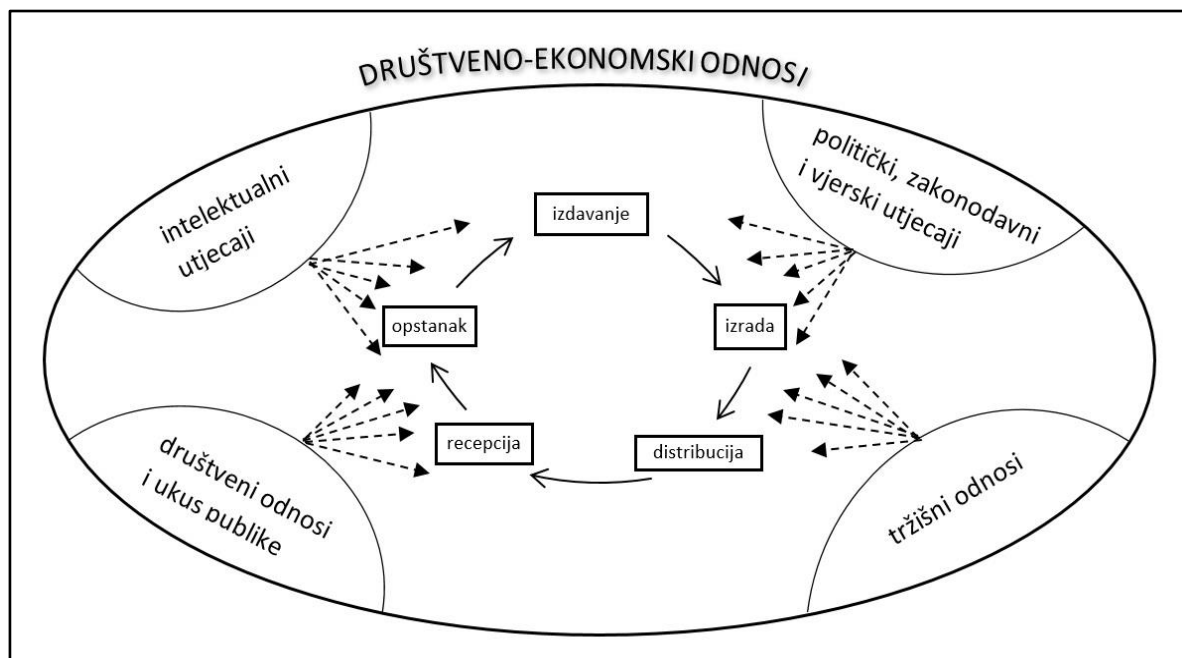 DRUŠTVENO-EKONOMSKI ODNOSI
intelektualni
utjecaji
politički, zakonodavni
i vjerski utjecaji
izdavanje
opstanak
izrada
recepcija
distribucija
društveni odnosi
i ukus publike
tržišni odnosi